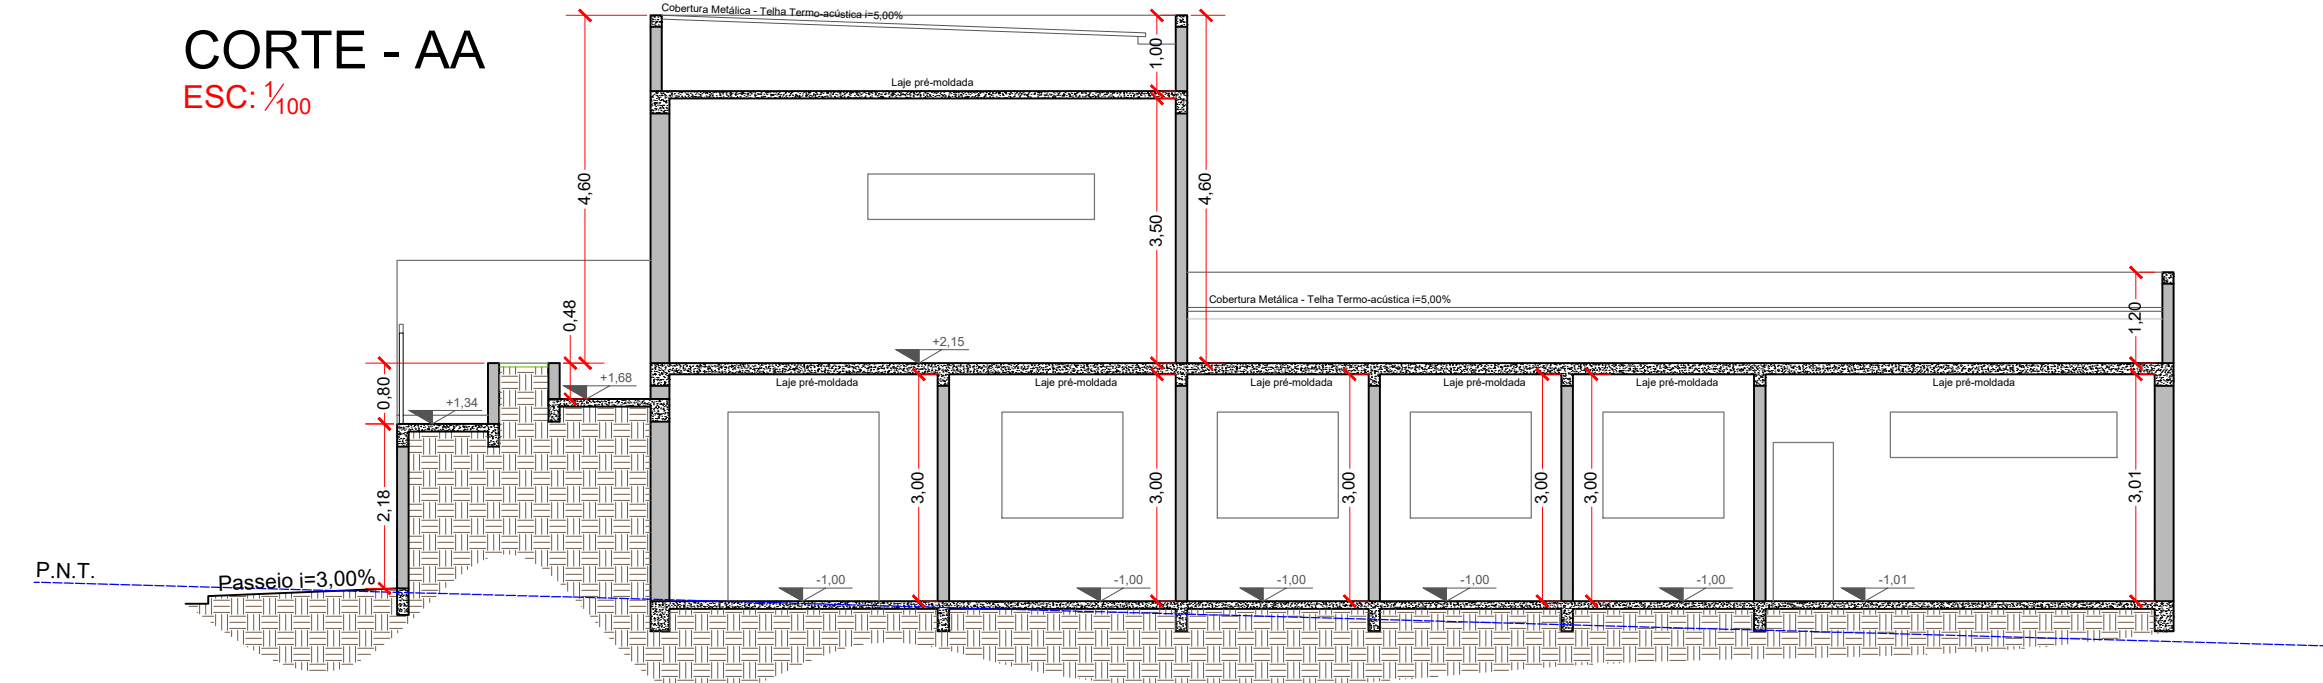 Cobertura Metálica - Telha Termo-acústica i=5,00%
CORTE - AA
ESC: 1/100
1,00
Laje pré-moldada
4,60
4,60
3,50
0,48
Cobertura Metálica - Telha Termo-acústica i=5,00%
1,20
+2,15
+1,68
Laje pré-moldada
Laje pré-moldada
Laje pré-moldada
Laje pré-moldada
Laje pré-moldada
Laje pré-moldada
0,80
+1,34
2,18
3,00
3,00
3,00
3,00
3,00
3,01
P.N.T.
Passeio i=3,00%
-1,00
-1,00
-1,00
-1,00
-1,00
-1,01